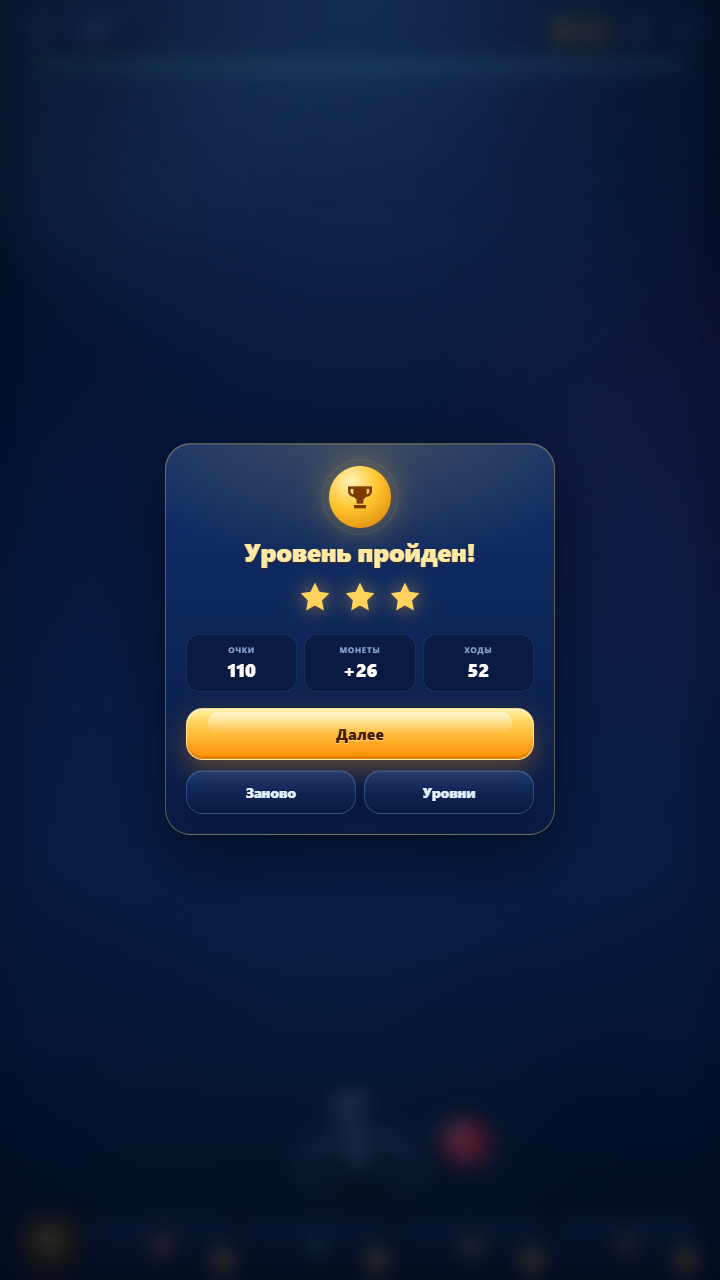 Уровень пройден!
ОЧКИ МОНЕТЫ ХОДЫ
110 +26 52
Далее
Заново Уровни